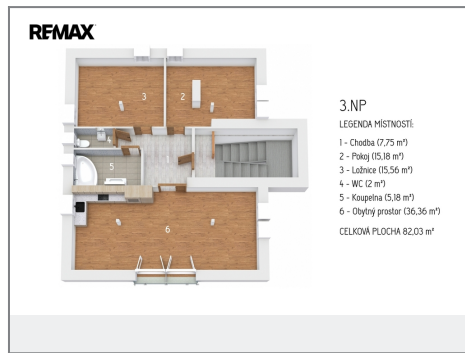 RE/MAX
3
2
5
6
3.NP
LEGENDA MÍSTNOSTÍ:
1 - Chodba (7,75 m²)
2 - Pokoj (15,18 m²)
3 - Ložnice (15,56 m²)
4 - WC (2 m²)
5 - Koupelna (5,18 m²)
6 - Obytný prostor (36,36 m²)
CELKOVÁ PLOCHA 82,03 m²